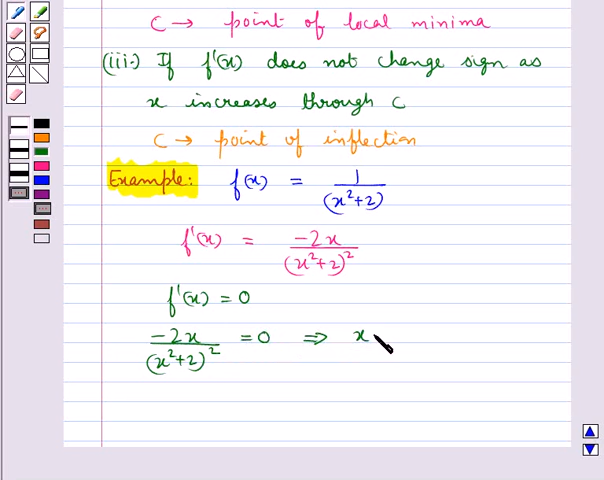 C → point of local minima
(iii.) If f'(x) does not change sign as
x increases through C
C → point of inflection
Example: f(x) = 1/(x²+2)
f'(x) = -2x/(x²+2)²
f'(x) = 0
-2x/(x²+2)² = 0 ⇒ x